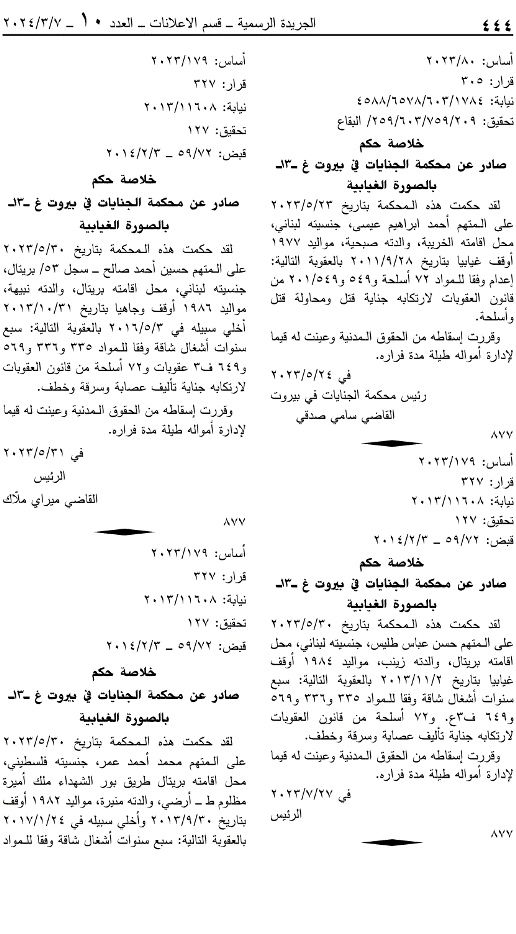 ٤٤٤
الجريدة الرسمية ـ قسم الاعلانات ـ العدد ١٠ ـ ٢٠٢٤/٣/٧
أساس: ٢٠٢٣/٨٠
قرار: ٣٠٥
نيابة: ٤٥٨٨/٦٥٧٨/٦٠٣/١٧٨٤
تحقيق: ٢٥٩/٦٠٣/٧٥٩/٢٠٩/ البقاع
خلاصة حكم
صادر عن محكمة الجنايات في بيروت غ ـ١٣ـ
بالصورة الغيابية
لقد حكمت هذه المحكمة بتاريخ ٢٠٢٣/٥/٢٣
على المتهم أحمد ابراهيم عيسى، جنسيته لبناني،
محل اقامته الخريبة، والدته صبحية، مواليد ١٩٧٧
أوقف غيابيا بتاريخ ٢٠١١/٩/٢٨ بالعقوبة التالية:
إعدام وفقا للمواد ٧٢ أسلحة و٥٤٩ و٢٠١/٥٤٩ من
قانون العقوبات لارتكابه جناية قتل ومحاولة قتل
وأسلحة.
وقررت إسقاطه من الحقوق المدنية وعينت له قيما
لإدارة أمواله طيلة مدة فراره.
في ٢٠٢٣/٥/٢٤
رئيس محكمة الجنايات في بيروت
القاضي سامي صدقي
٨٧٧
أساس: ٢٠٢٣/١٧٩
قرار: ٣٢٧
نيابة: ٢٠١٣/١١٦٠٨
تحقيق: ١٢٧
قبض: ٥٩/٧٢ ـ ٢٠١٤/٢/٣
خلاصة حكم
صادر عن محكمة الجنايات في بيروت غ ـ١٣ـ
بالصورة الغيابية
لقد حكمت هذه المحكمة بتاريخ ٢٠٢٣/٥/٣٠
على المتهم حسن عباس طليس، جنسيته لبناني، محل
اقامته بريتال، والدته زينب، مواليد ١٩٨٤ أوقف
غيابيا بتاريخ ٢٠١٣/١١/٢ بالعقوبة التالية: سبع
سنوات أشغال شاقة وفقا للمواد ٣٣٥ و٣٣٦ و٥٦٩
و٦٤٩ ف٣ع. و٧٢ أسلحة من قانون العقوبات
لارتكابه جناية تأليف عصابة وسرقة وخطف.
وقررت إسقاطه من الحقوق المدنية وعينت له قيما
لإدارة أمواله طيلة مدة فراره.
في ٢٠٢٣/٧/٢٧
الرئيس
٨٧٧
أساس: ٢٠٢٣/١٧٩
قرار: ٣٢٧
نيابة: ٢٠١٣/١١٦٠٨
تحقيق: ١٢٧
قبض: ٥٩/٧٢ ـ ٢٠١٤/٢/٣
خلاصة حكم
صادر عن محكمة الجنايات في بيروت غ ـ١٣ـ
بالصورة الغيابية
لقد حكمت هذه المحكمة بتاريخ ٢٠٢٣/٥/٣٠
على المتهم حسين أحمد صالح ـ سجل ٥٣/ بريتال،
جنسيته لبناني، محل اقامته بريتال، والدته نبيهة،
مواليد ١٩٨٦ أوقف وجاهيا بتاريخ ٢٠١٣/١٠/٣١
أخلي سبيله في ٢٠١٦/٥/٣ بالعقوبة التالية: سبع
سنوات أشغال شاقة وفقا للمواد ٣٣٥ و٣٣٦ و٥٦٩
و٦٤٩ ف٣ عقوبات و٧٢ أسلحة من قانون العقوبات
لارتكابه جناية تأليف عصابة وسرقة وخطف.
وقررت إسقاطه من الحقوق المدنية وعينت له قيما
لإدارة أمواله طيلة مدة فراره.
في ٢٠٢٣/٥/٣١
الرئيس
القاضي ميراي ملّاك
٨٧٧
أساس: ٢٠٢٣/١٧٩
قرار: ٣٢٧
نيابة: ٢٠١٣/١١٦٠٨
تحقيق: ١٢٧
قبض: ٥٩/٧٢ ـ ٢٠١٤/٢/٣
خلاصة حكم
صادر عن محكمة الجنايات في بيروت غ ـ١٣ـ
بالصورة الغيابية
لقد حكمت هذه المحكمة بتاريخ ٢٠٢٣/٥/٣٠
على المتهم محمد أحمد عمر، جنسيته فلسطيني،
محل اقامته بريتال طريق بور الشهداء ملك أميرة
مظلوم ط ـ أرضي، والدته منيرة، مواليد ١٩٨٢ أوقف
بتاريخ ٢٠١٣/٩/٣٠ وأخلي سبيله في ٢٠١٧/١/٢٤
بالعقوبة التالية: سبع سنوات أشغال شاقة وفقا للمواد